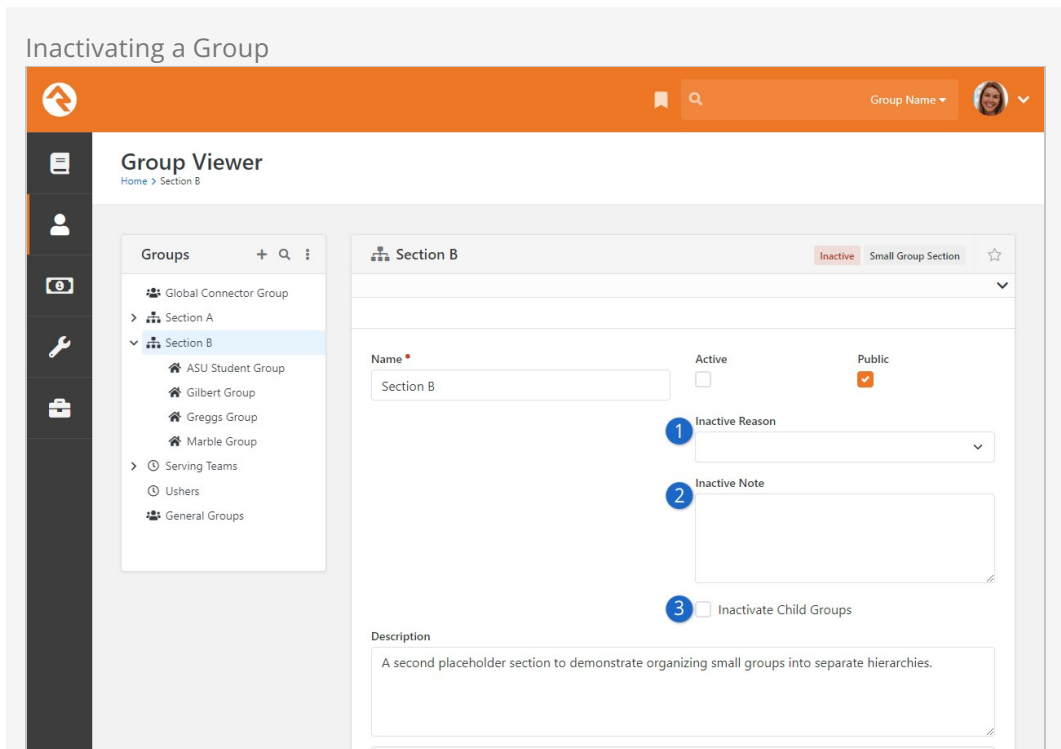 Inactivating a Group
Group Name
Group Viewer
Home > Section B
Groups
Global Connector Group
Section A
Section B
ASU Student Group
Gilbert Group
Greggs Group
Marble Group
Serving Teams
Ushers
General Groups
Section B
Inactive Small Group Section
Name
Active
Public
Section B
1 Inactive Reason
2 Inactive Note
3 Inactivate Child Groups
Description
A second placeholder section to demonstrate organizing small groups into separate hierarchies.